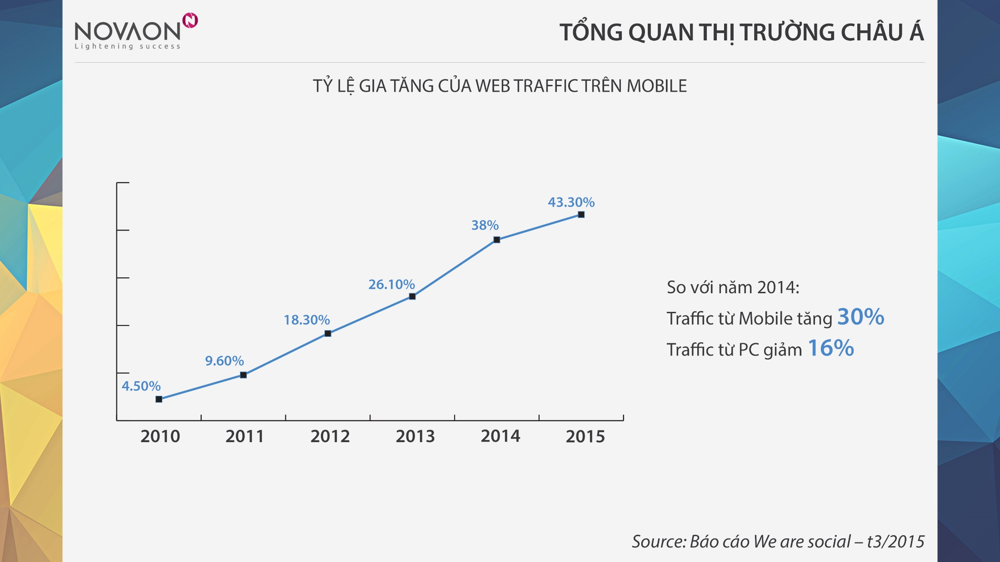 NOVAON
Lightening success
TỔNG QUAN THỊ TRƯỜNG CHÂU Á
TỶ LỆ GIA TĂNG CỦA WEB TRAFFIC TRÊN MOBILE
43.30%
38%
26.10%
18.30%
9.60%
4.50%
2010 2011 2012 2013 2014 2015
So với năm 2014:
Traffic từ Mobile tăng 30%
Traffic từ PC giảm 16%
Source: Báo cáo We are social – t3/2015